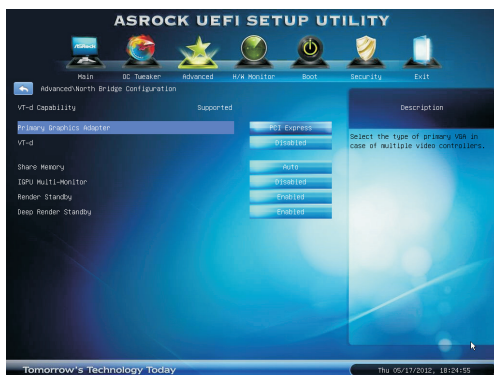 ASROCK UEFI SETUP UTILITY
ASRock
Main OC Tweaker Advanced H/W Monitor Boot Security Exit
Advanced\North Bridge Configuration
VT-d Capability Supported
Description
Primary Graphics Adapter PCI Express
Select the type of primary VGA in
case of multiple video controllers.
VT-d Disabled
Share Memory Auto
IGPU Multi-Monitor Disabled
Render Standby Enabled
Deep Render Standby Enabled
Tomorrow's Technology Today
Thu 05/17/2012, 18:24:55